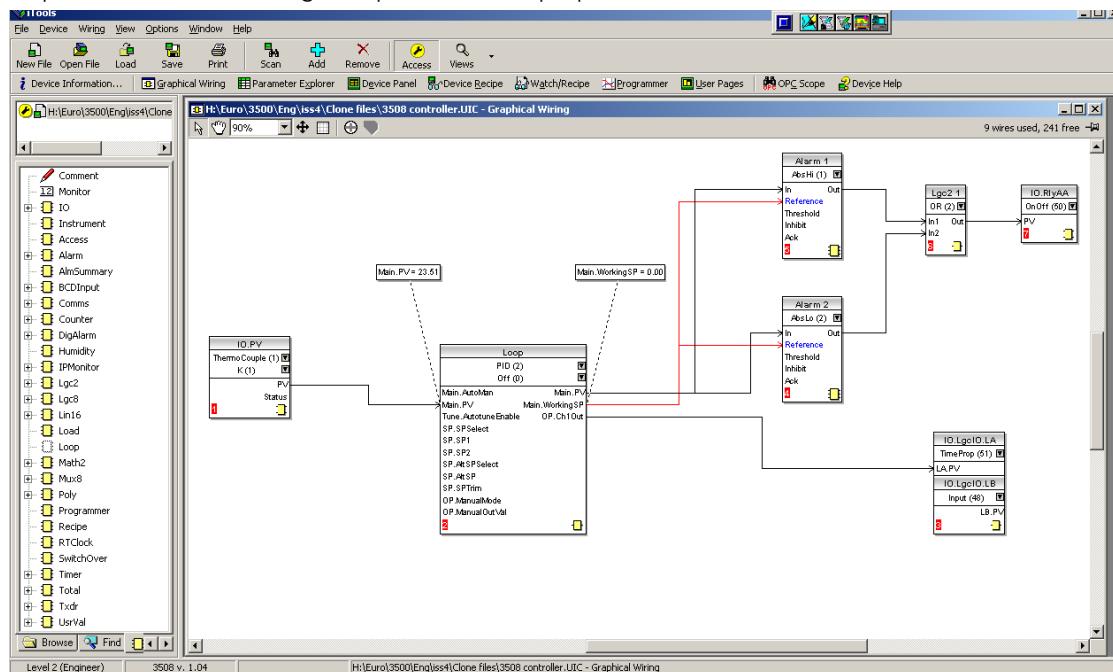 iTools
File Device Wiring View Options Window Help
New File Open File Load Save Print Scan Add Remove Access Views
Device Information... Graphical Wiring Parameter Explorer Device Panel Device Recipe Watch/Recipe Programmer User Pages OPC Scope Device Help
H:\Euro\3500\Eng\iss4\Clone
H:\Euro\3500\Eng\iss4\Clone files\3508 controller.UIC - Graphical Wiring
90%
9 wires used, 241 free
Comment
12 Monitor
IO
Instrument
Access
Alarm
AlmSummary
BCDInput
Comms
Counter
DigAlarm
Humidity
IPMonitor
Lgc2
Lgc8
Lin16
Load
Loop
Math2
Mux8
Poly
Programmer
Recipe
RTClock
SwitchOver
Timer
Total
Txdr
UsrVal
Browse Find
IO.PV
ThermoCouple (1)
K (1)
PV
Status
1
Main.PV = 23.51
Main.WorkingSP = 0.00
Loop
PID (2)
Off (0)
Main.AutoMan Main.PV
Main.PV Main.WorkingSP
Tune.AutotuneEnable OP.Ch1Out
SP.SPSelect
SP.SP1
SP.SP2
SP.AltSPSelect
SP.AltSP
SP.SPTrim
OP.ManualMode
OP.ManualOutVal
2
Alarm 1
AbsHi (1)
In Out
Reference
Threshold
Inhibit
Ack
Alarm 2
AbsLo (2)
In Out
Reference
Threshold
Inhibit
Ack
4
Lgc2 1
OR (2)
In1 Out
In2
IO.RlyAA
OnOff (50)
PV
7
IO.LgcIO.LA
TimeProp (51)
LA.PV
IO.LgcIO.LB
Input (48)
LB.PV
Level 2 (Engineer) 3508 v. 1.04 H:\Euro\3500\Eng\iss4\Clone files\3508 controller.UIC - Graphical Wiring